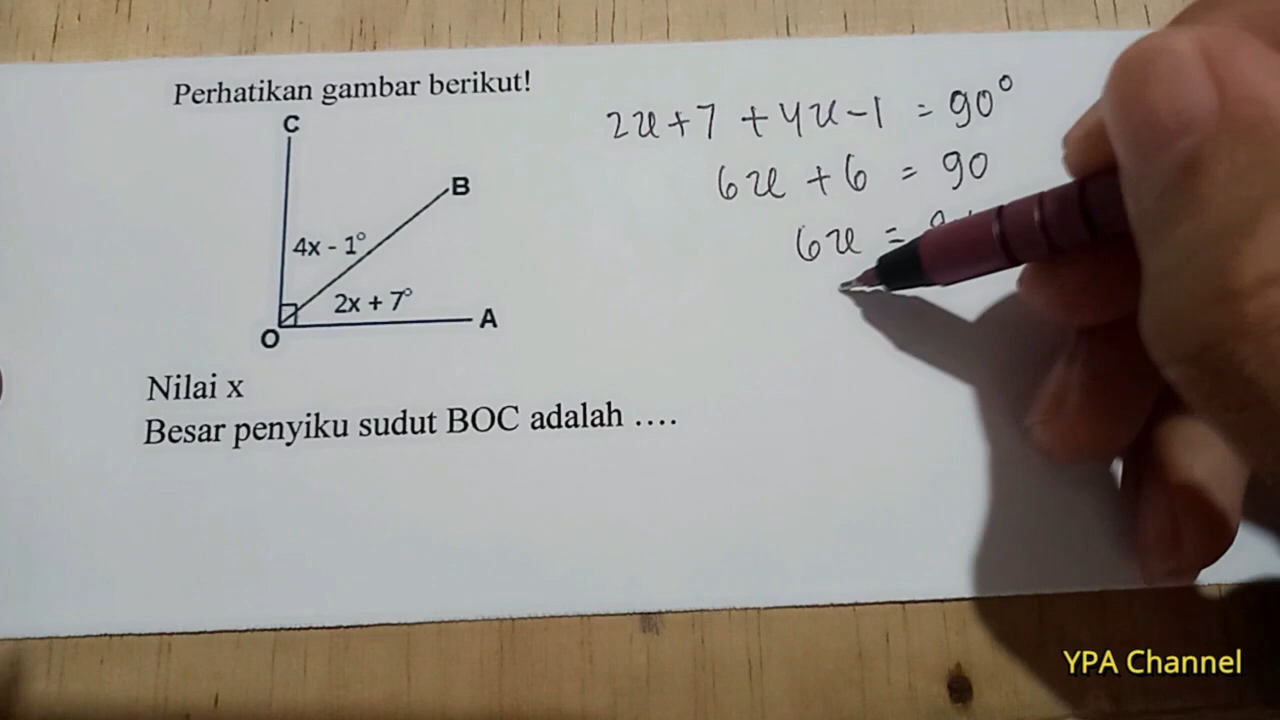 Perhatikan gambar berikut!
C
B
4x - 1°
2x + 7°
A
O
Nilai x
Besar penyiku sudut BOC adalah ....
2x+7 + 4x-1 = 90°
6x + 6 = 90
6x =
YPA Channel